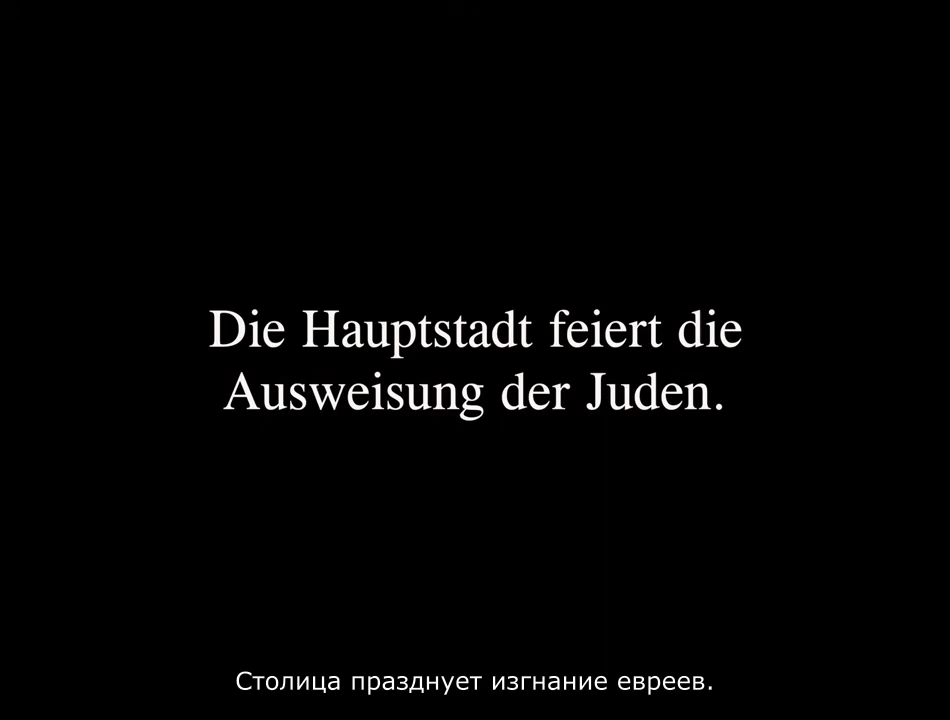 Die Hauptstadt feiert die
Ausweisung der Juden.
Столица празднует изгнание евреев.